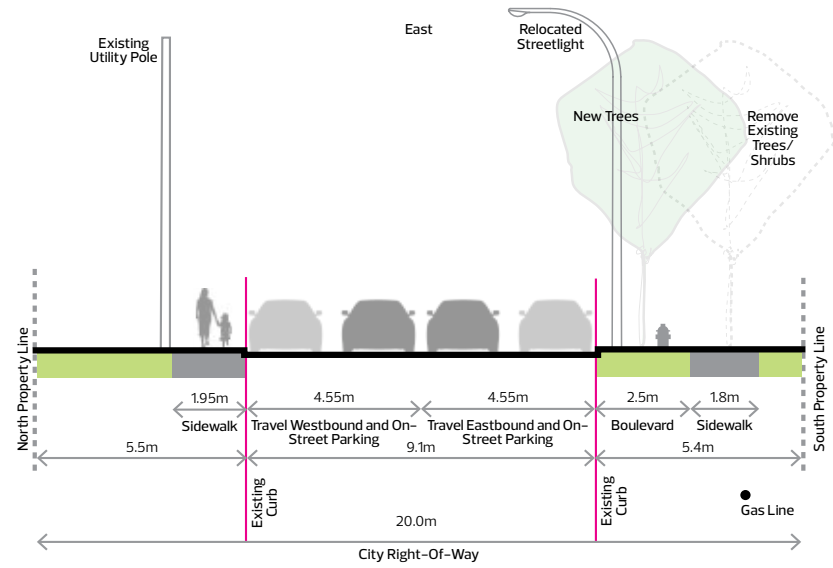 East
Existing
Utility Pole
Relocated
Streetlight
New Trees
Remove
Existing
Trees/
Shrubs
North Property Line
South Property Line
1.95m
4.55m
4.55m
2.5m
1.8m
Sidewalk
Travel Westbound and On-
Street Parking
Travel Eastbound and On-
Street Parking
Boulevard
Sidewalk
5.5m
9.1m
5.4m
Existing
Curb
Existing
Curb
Gas Line
20.0m
City Right-Of-Way